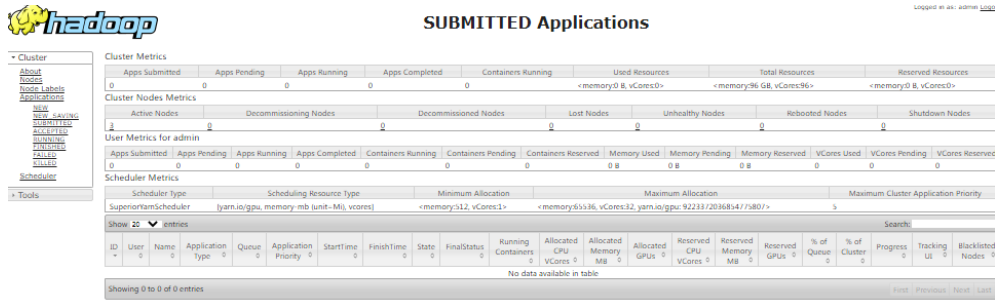 Logged in as: admin Logo
hadoop
SUBMITTED Applications
Cluster
About
Nodes
Node Labels
Applications
NEW
NEW_SAVING
SUBMITTED
ACCEPTED
RUNNING
FINISHED
FAILED
KILLED
Scheduler
Tools
Cluster Metrics
Apps Submitted Apps Pending Apps Running Apps Completed Containers Running Used Resources Total Resources Reserved Resources
0 0 0 0 0 <memory:0 B, vCores:0> <memory:96 GB, vCores:96> <memory:0 B, vCores:0>
Cluster Nodes Metrics
Active Nodes Decommissioning Nodes Decommissioned Nodes Lost Nodes Unhealthy Nodes Rebooted Nodes Shutdown Nodes
3 0 0 0 0 0 0
User Metrics for admin
Apps Submitted Apps Pending Apps Running Apps Completed Containers Running Containers Pending Containers Reserved Memory Used Memory Pending Memory Reserved VCores Used VCores Pending VCores Reserved
0 0 0 0 0 0 0 0 B 0 B 0 B 0 0 0
Scheduler Metrics
Scheduler Type Scheduling Resource Type Minimum Allocation Maximum Allocation Maximum Cluster Application Priority
SuperiorYarnScheduler [yarn.io/gpu, memory-mb (unit=Mi), vcores] <memory:512, vCores:1> <memory:65536, vCores:32, yarn.io/gpu: 9223372036854775807> 5
Show 20 entries Search:
ID User Name Application Type Queue Application Priority StartTime FinishTime State FinalStatus Running Containers Allocated CPU VCores Allocated Memory MB Allocated GPUs Reserved CPU VCores Reserved Memory MB Reserved GPUs % of Queue % of Cluster Progress Tracking UI Blacklisted Nodes
No data available in table
Showing 0 to 0 of 0 entries First Previous Next Last